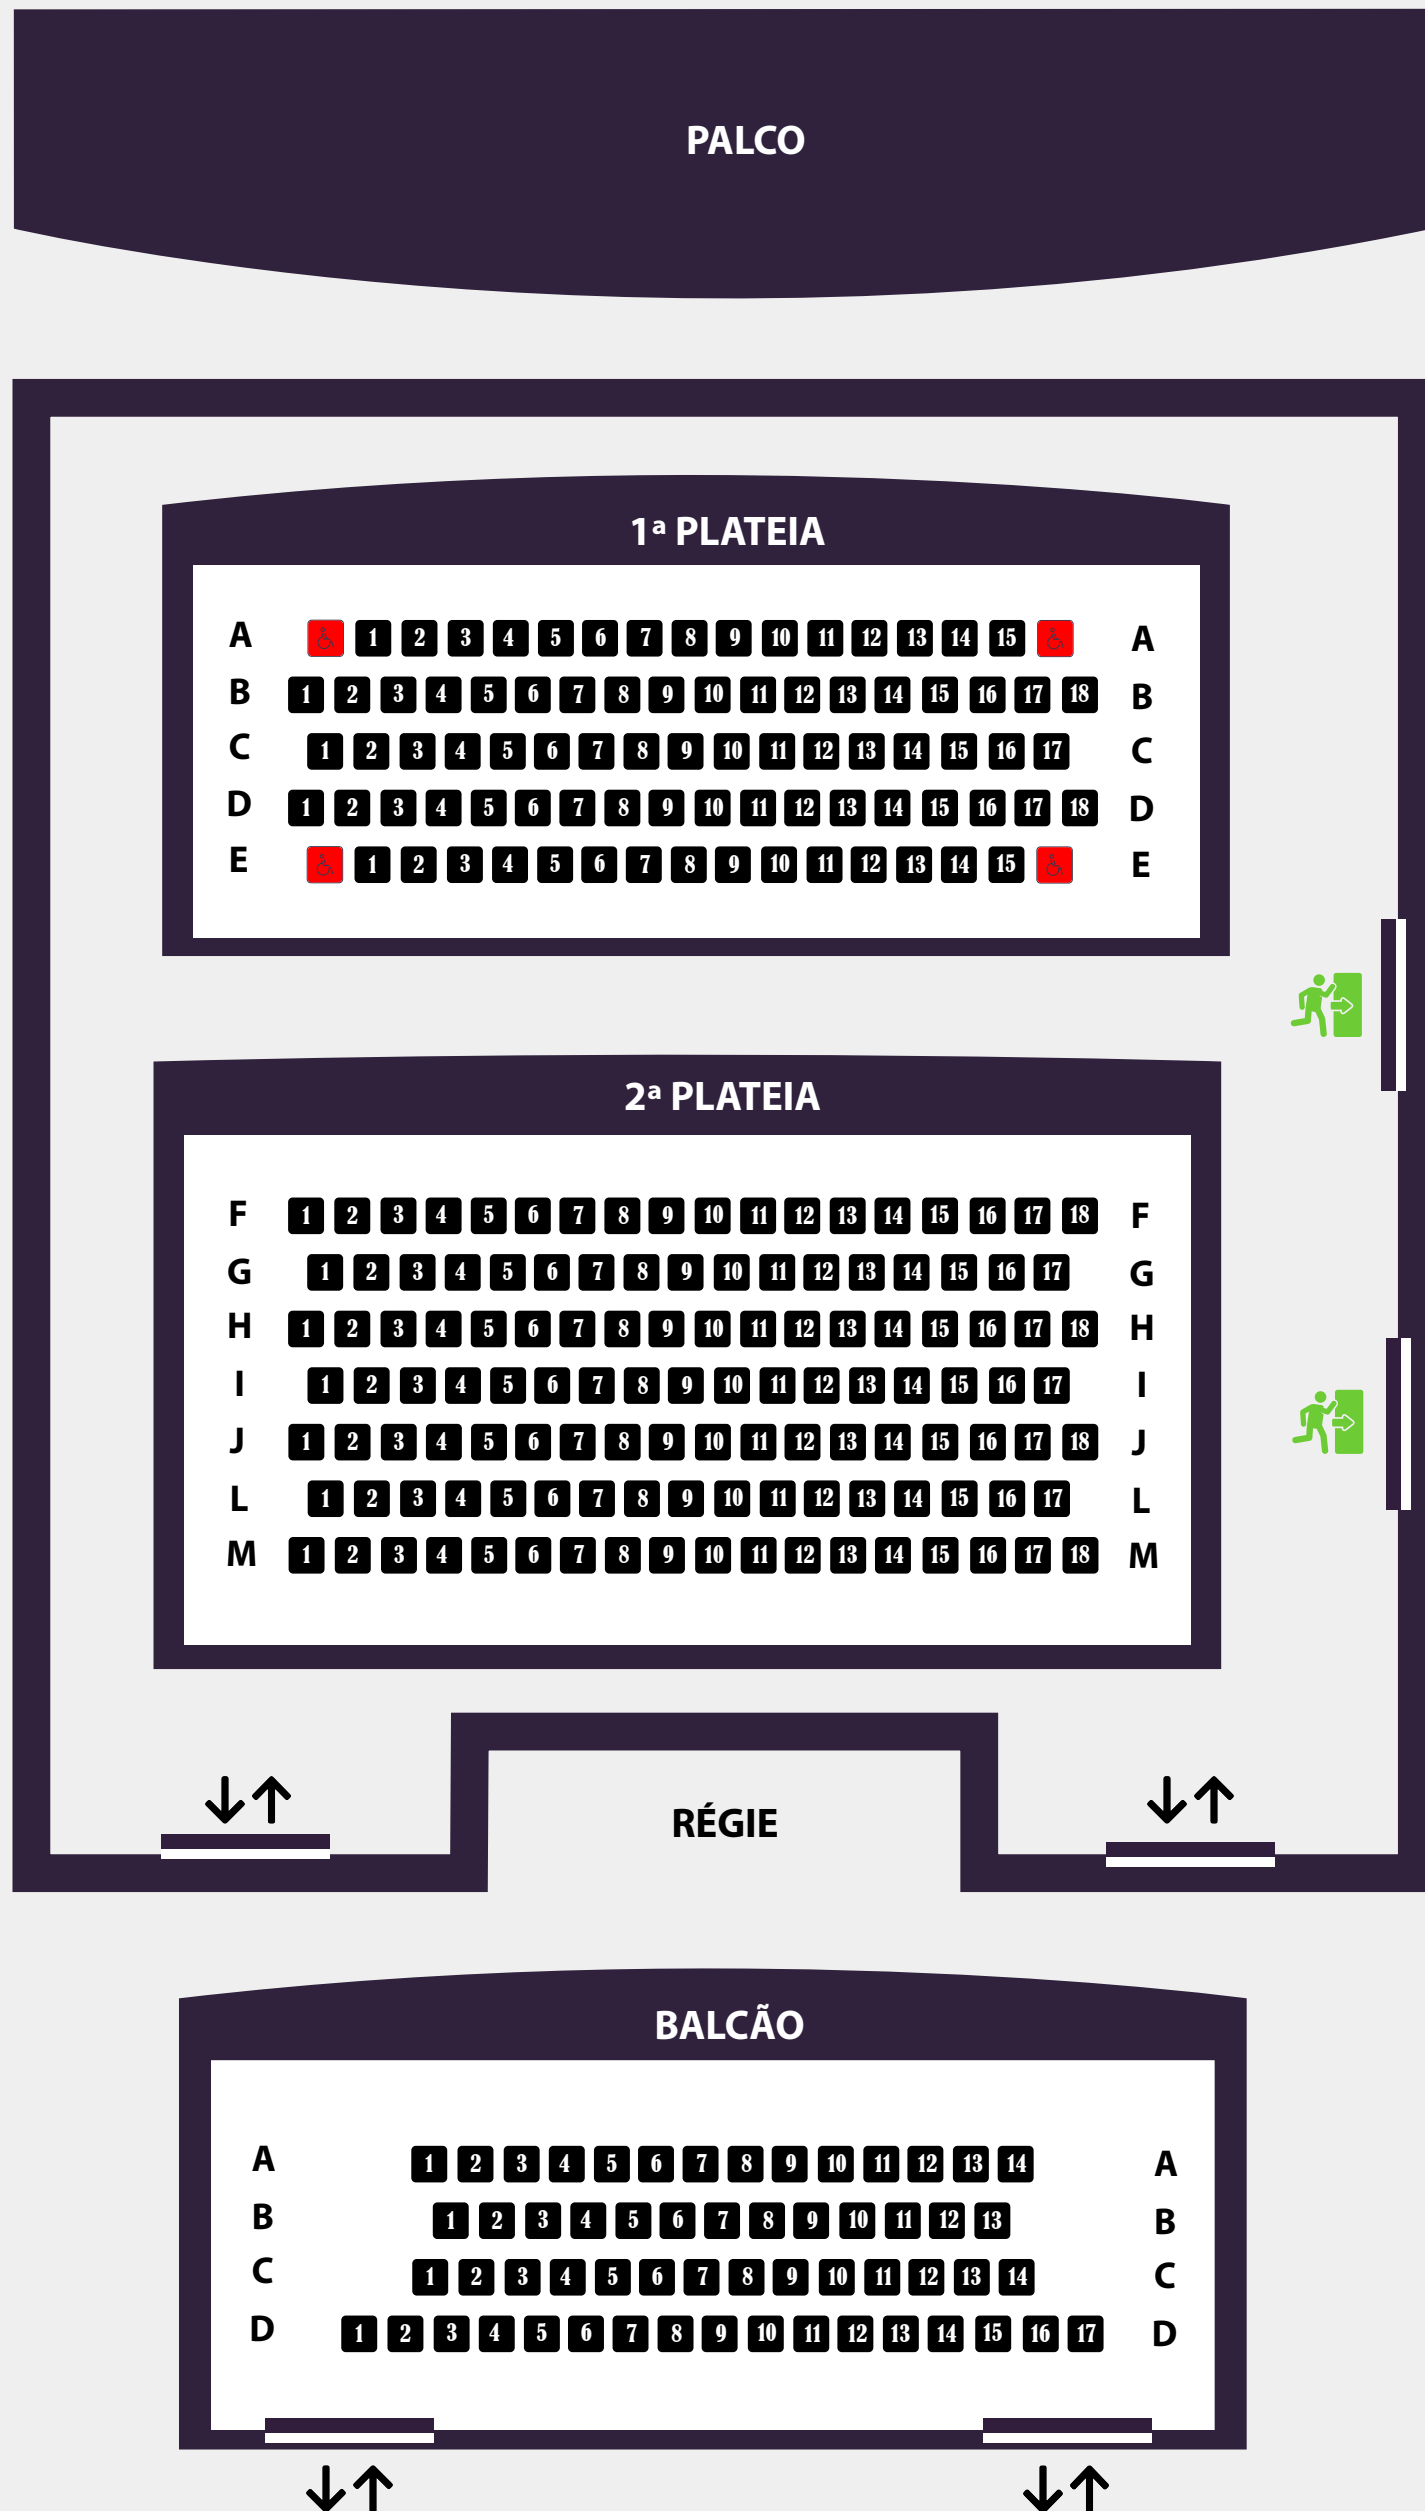 PALCO
1ª PLATEIA
A 1 2 3 4 5 6 7 8 9 10 11 12 13 14 15 A
B 1 2 3 4 5 6 7 8 9 10 11 12 13 14 15 16 17 18 B
C 1 2 3 4 5 6 7 8 9 10 11 12 13 14 15 16 17 C
D 1 2 3 4 5 6 7 8 9 10 11 12 13 14 15 16 17 18 D
E 1 2 3 4 5 6 7 8 9 10 11 12 13 14 15 E
2ª PLATEIA
F 1 2 3 4 5 6 7 8 9 10 11 12 13 14 15 16 17 18 F
G 1 2 3 4 5 6 7 8 9 10 11 12 13 14 15 16 17 G
H 1 2 3 4 5 6 7 8 9 10 11 12 13 14 15 16 17 18 H
I 1 2 3 4 5 6 7 8 9 10 11 12 13 14 15 16 17 I
J 1 2 3 4 5 6 7 8 9 10 11 12 13 14 15 16 17 18 J
L 1 2 3 4 5 6 7 8 9 10 11 12 13 14 15 16 17 L
M 1 2 3 4 5 6 7 8 9 10 11 12 13 14 15 16 17 18 M
RÉGIE
BALCÃO
A 1 2 3 4 5 6 7 8 9 10 11 12 13 14 A
B 1 2 3 4 5 6 7 8 9 10 11 12 13 B
C 1 2 3 4 5 6 7 8 9 10 11 12 13 14 C
D 1 2 3 4 5 6 7 8 9 10 11 12 13 14 15 16 17 D